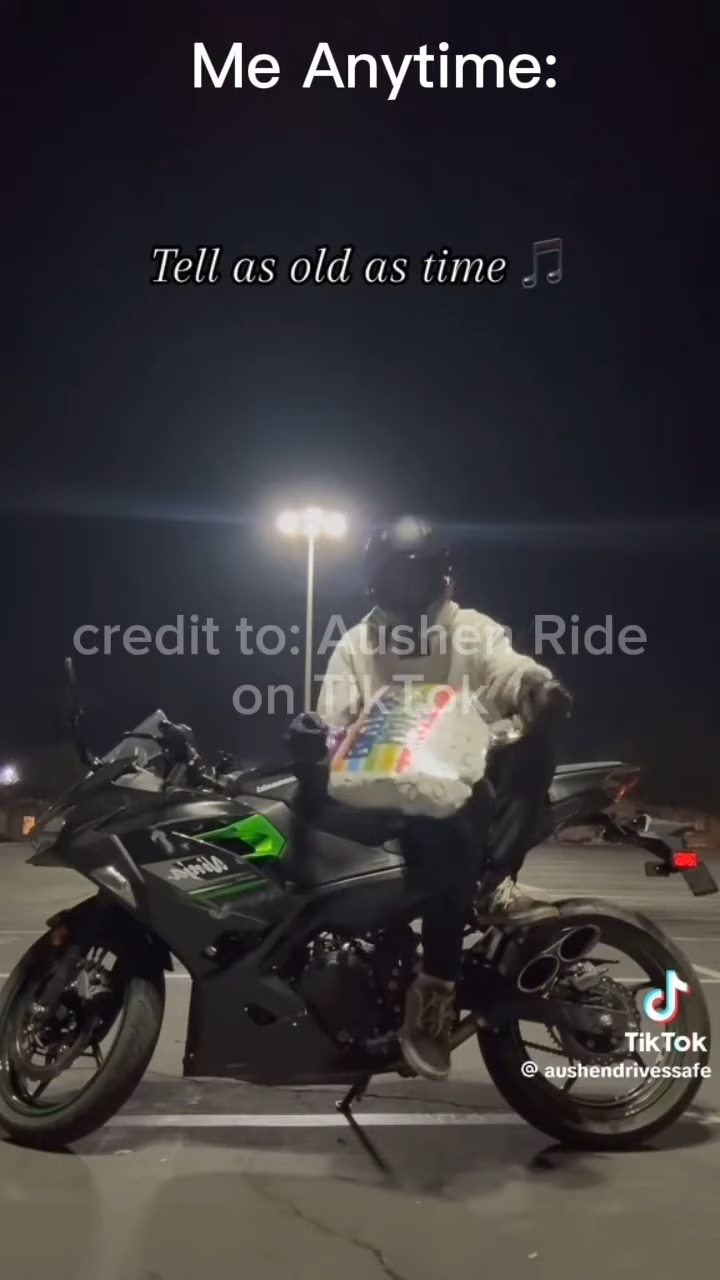 Me Anytime:
Tell as old as time 🎵
credit to: Aushen Ride
on TikTok
Ninja
TikTok
@ aushendrivessafe